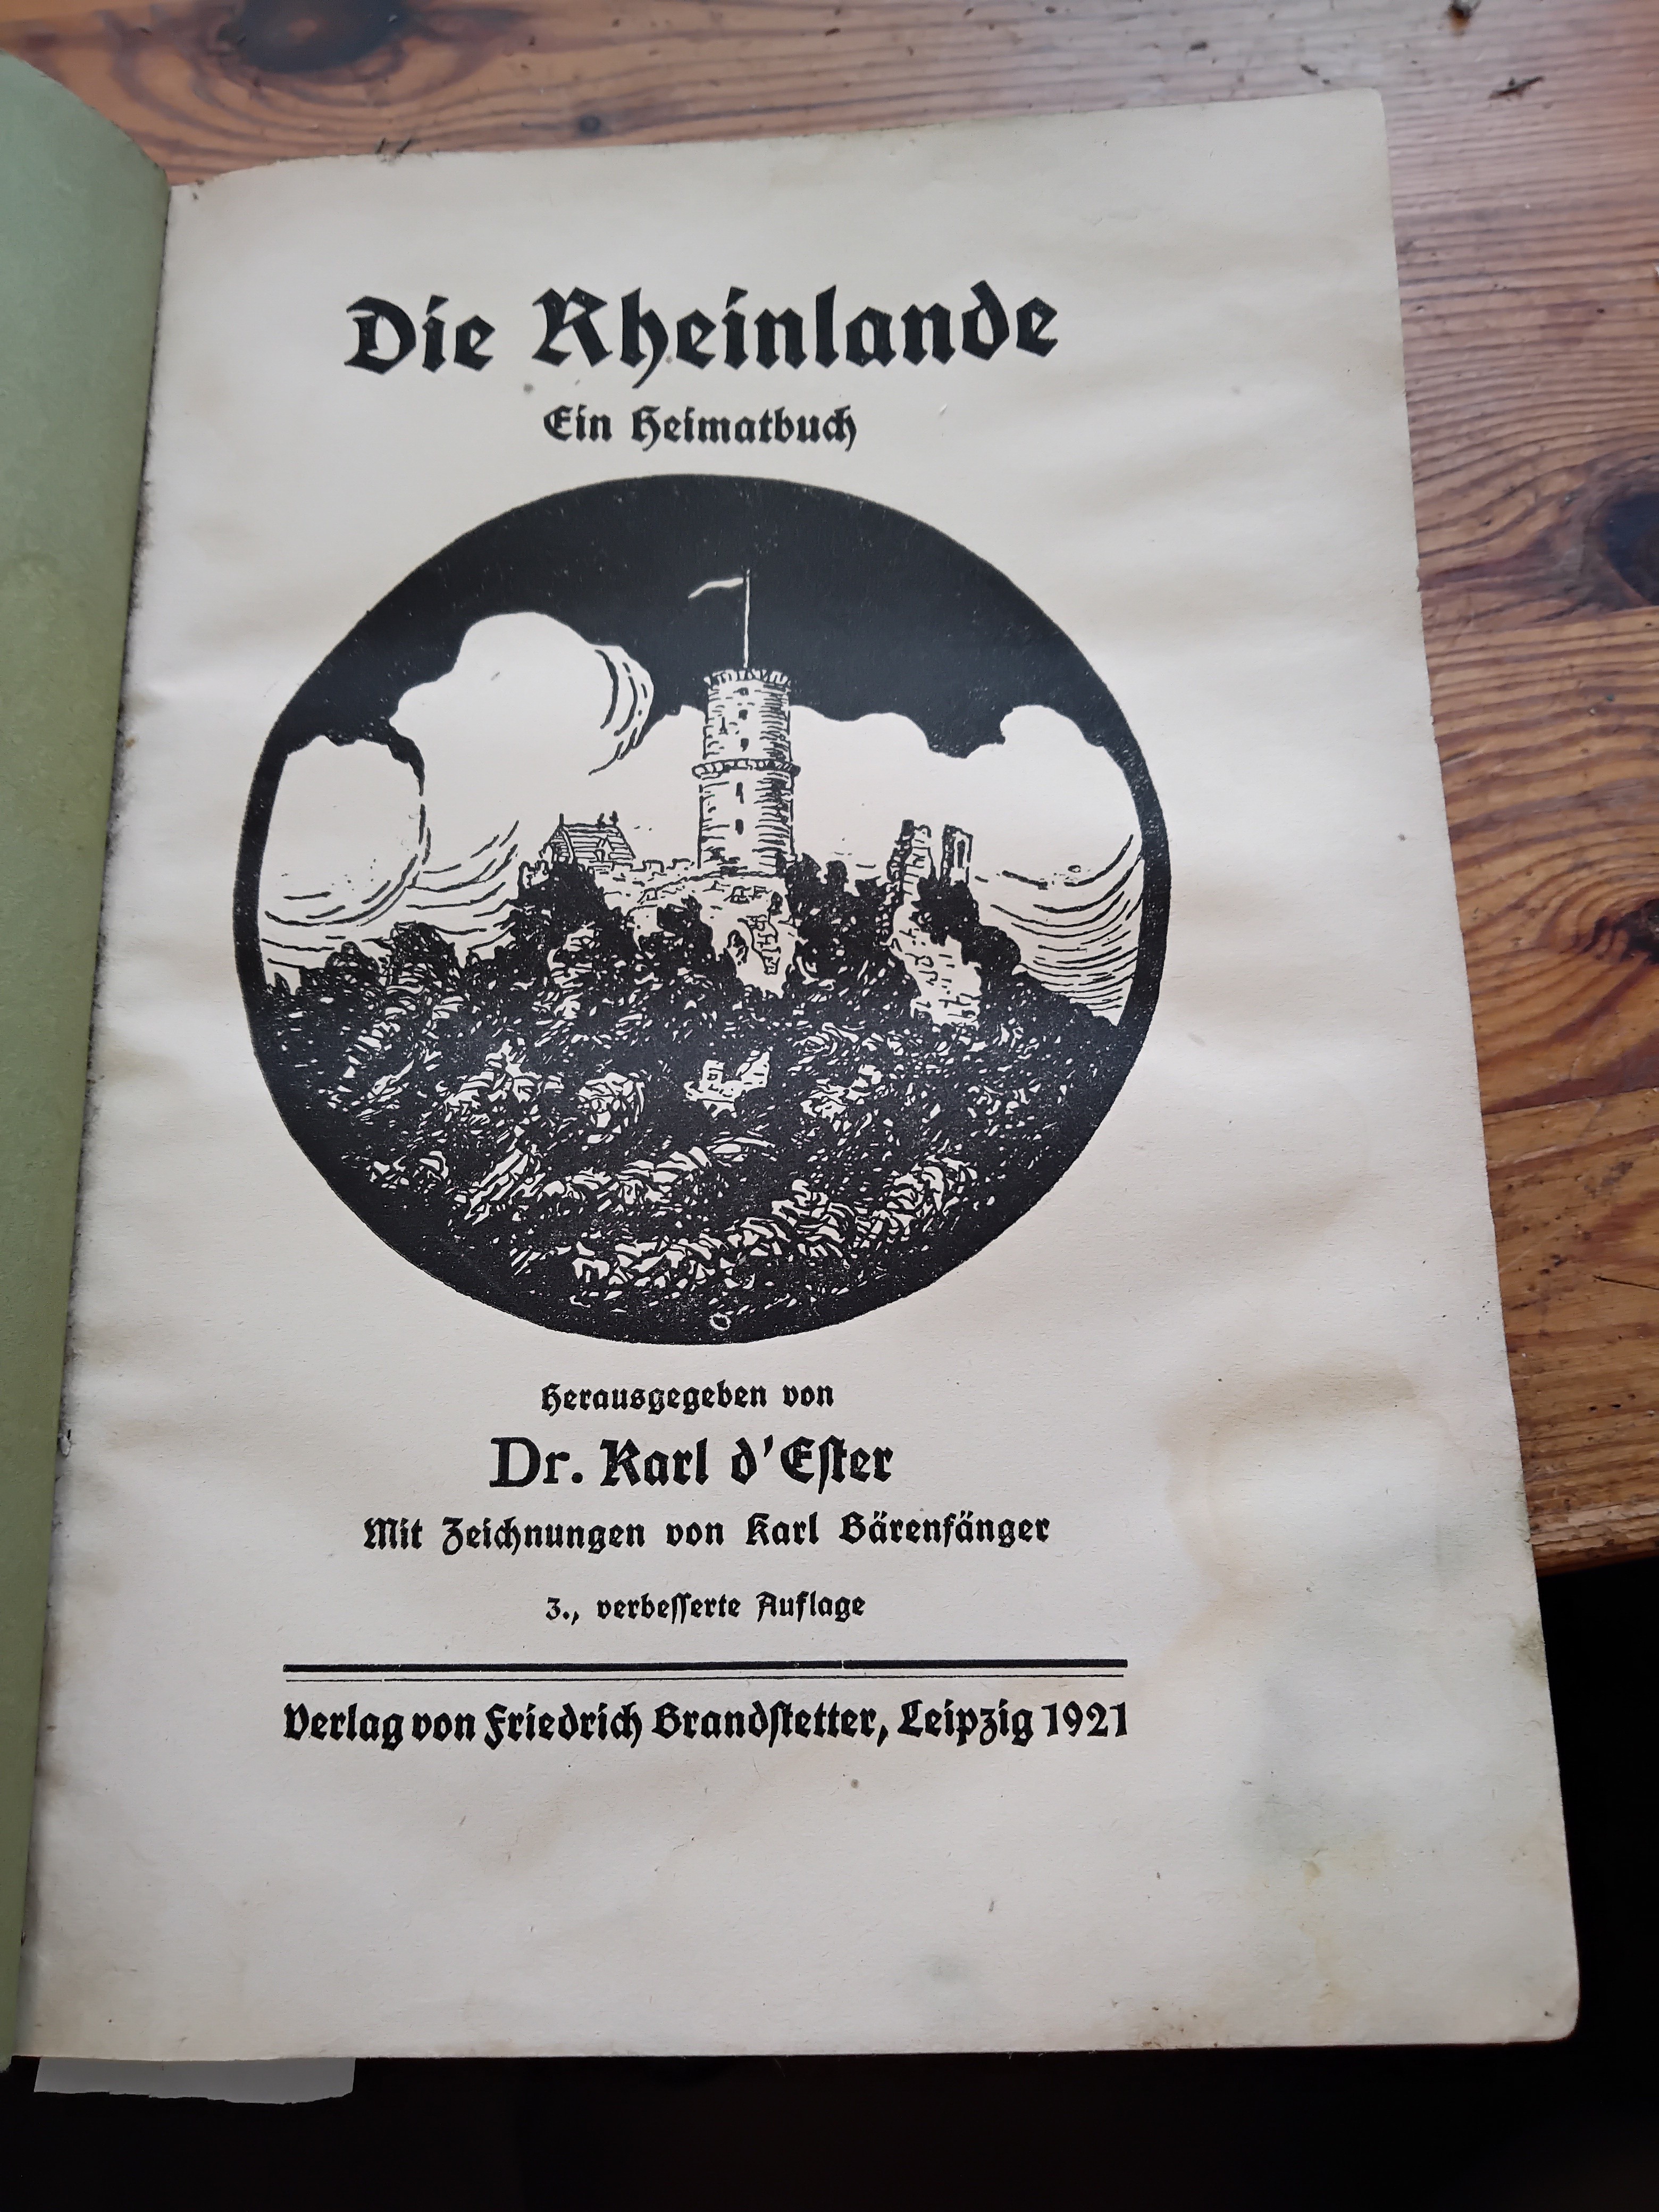 Die Rheinlande
Ein Heimatbuch
Herausgegeben von
Dr. Karl d'Eſter
Mit Zeichnungen von Karl Bärenfänger
3., verbeſſerte Auflage
Verlag von Friedrich Brandſtetter, Leipzig 1921